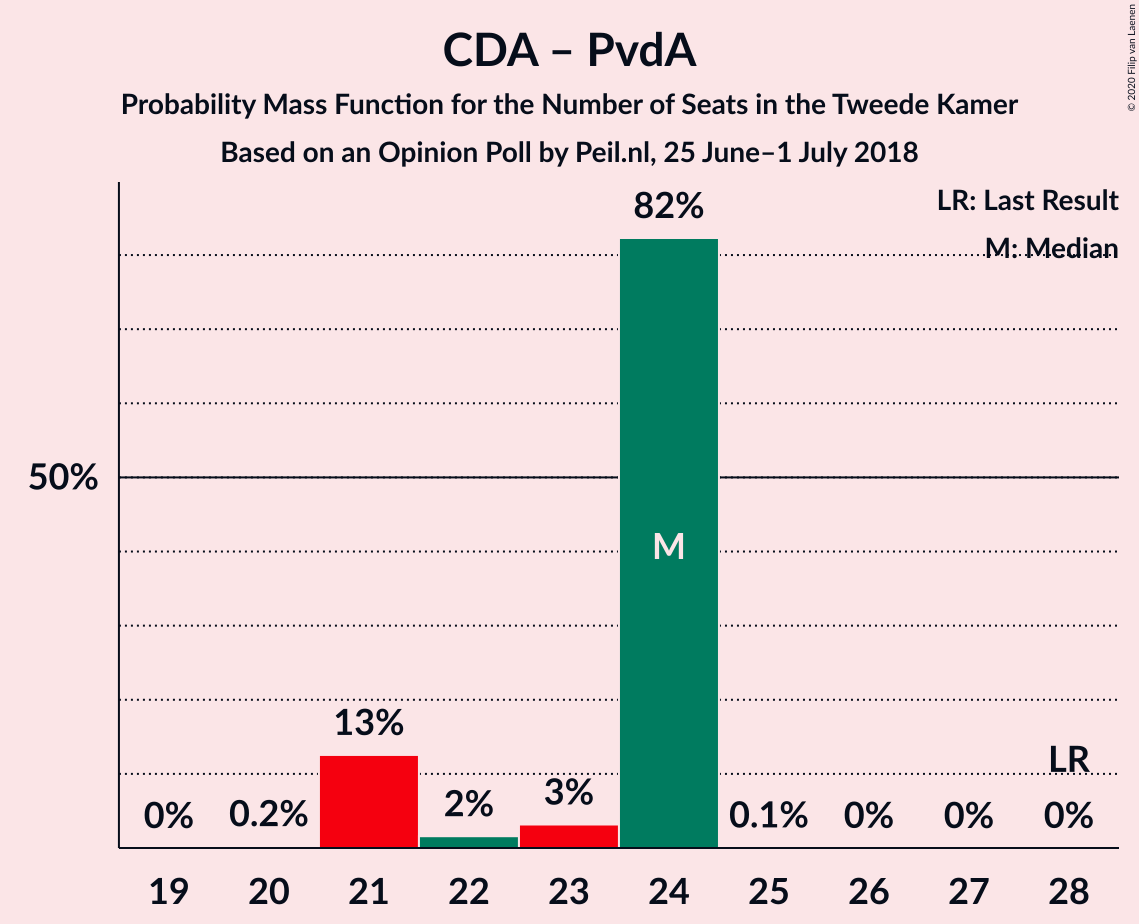 CDA – PvdA
Probability Mass Function for the Number of Seats in the Tweede Kamer
Based on an Opinion Poll by Peil.nl, 25 June–1 July 2018
© 2020 Filip van Laenen
LR: Last Result
M: Median
82%
50%
M
13%
LR
0%
0.2%
2%
3%
0.1%
0%
0%
0%
19 20 21 22 23 24 25 26 27 28